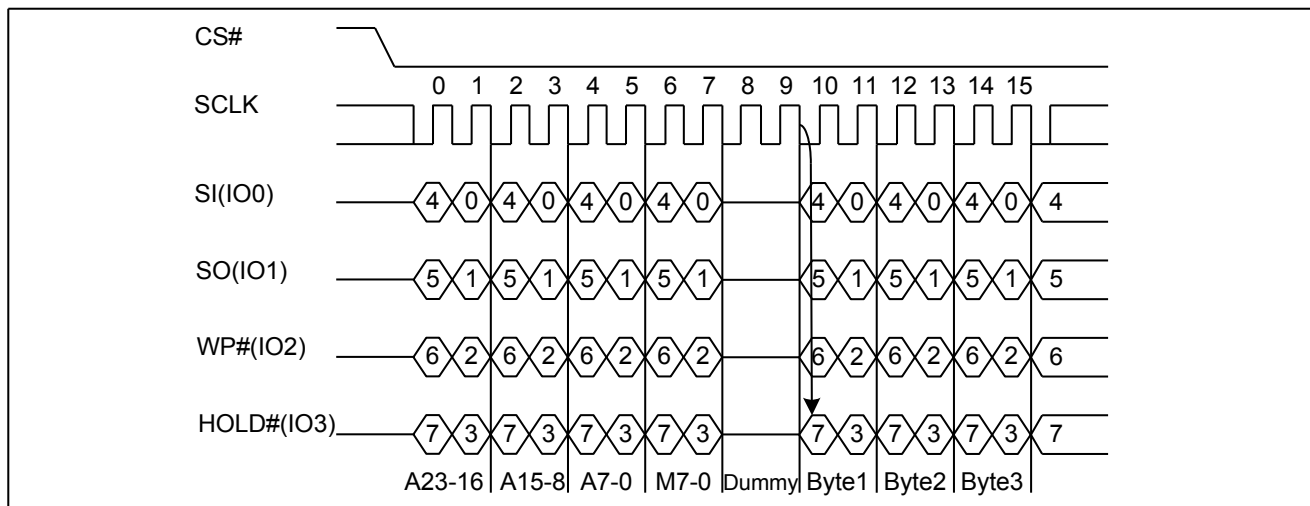 CS#
0 1 2 3 4 5 6 7 8 9 10 11 12 13 14 15
SCLK
SI(IO0) 4 0 4 0 4 0 4 0 4 0 4 0 4 0 4
SO(IO1) 5 1 5 1 5 1 5 1 5 1 5 1 5 1 5
WP#(IO2) 6 2 6 2 6 2 6 2 6 2 6 2 6 2 6
HOLD#(IO3) 7 3 7 3 7 3 7 3 7 3 7 3 7 3 7
A23-16 A15-8 A7-0 M7-0 Dummy Byte1 Byte2 Byte3